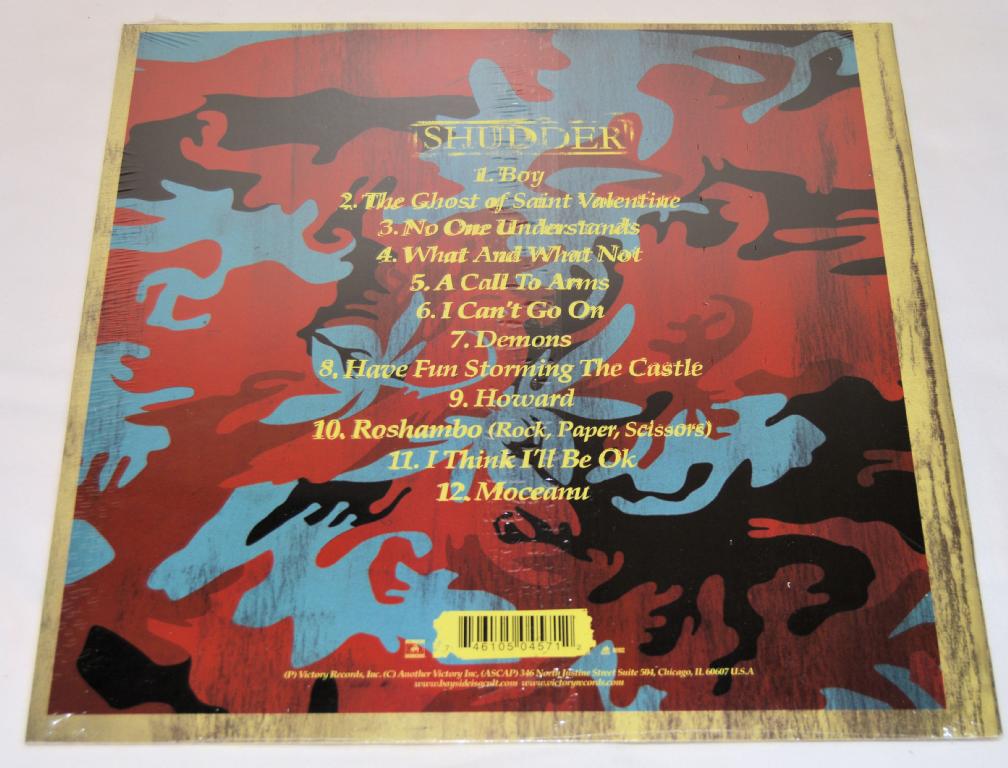 SHUDDER
1. Boy
2. The Ghost of Saint Valentine
3. No One Understands
4. What And What Not
5. A Call To Arms
6. I Can't Go On
7. Demons
8. Have Fun Storming The Castle
9. Howard
10. Roshambo (Rock, Paper, Scissors)
11. I Think I'll Be Ok
12. Moceanu
7 46105 04571 2
(P) Victory Records, Inc. (C) Another Victory Inc, (ASCAP) 346 North Justine Street Suite 504, Chicago, IL 60607 U.S.A
www.baysideisacult.com www.victoryrecords.com